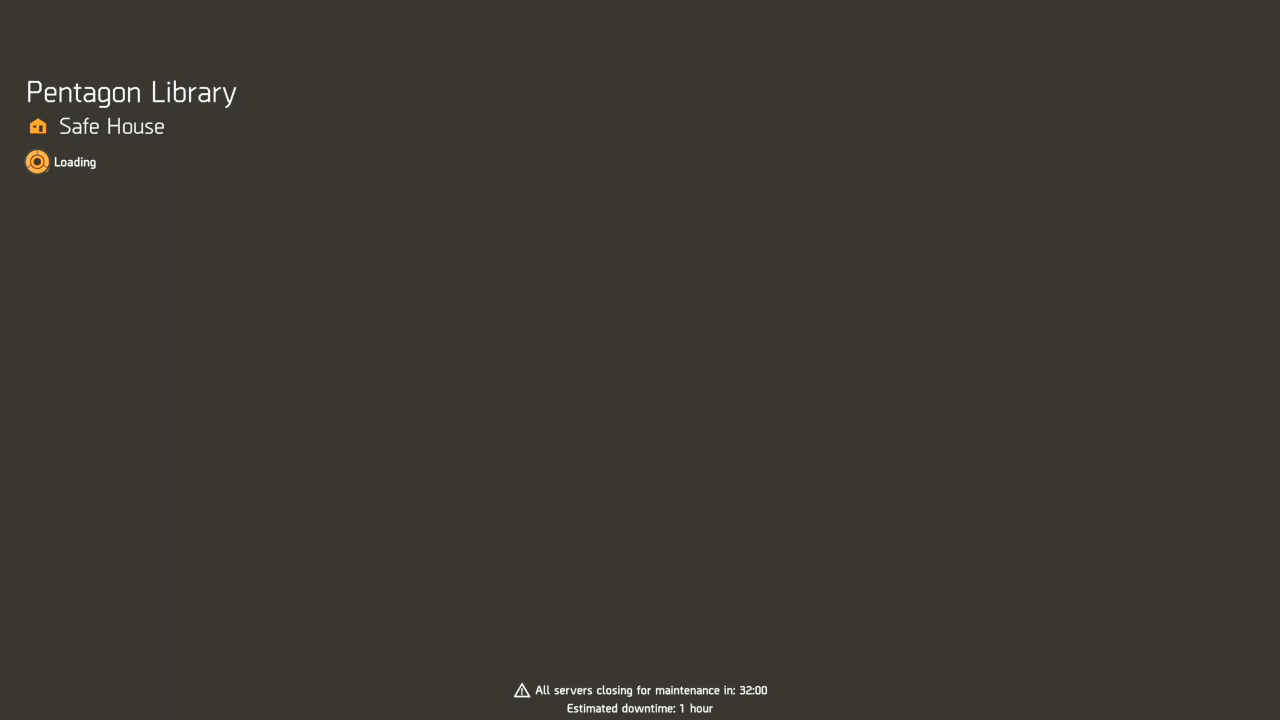 Pentagon Library
Safe House
Loading
All servers closing for maintenance in: 32:00
Estimated downtime: 1 hour